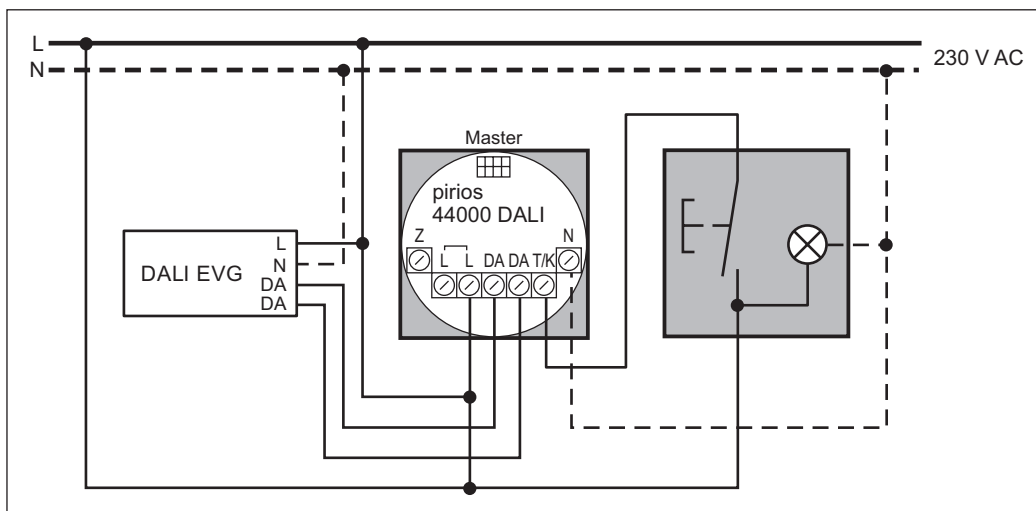 L
N
230 V AC
Master
pirios
44000 DALI
Z
N
L L DA DA T/K
DALI EVG
L
N
DA
DA